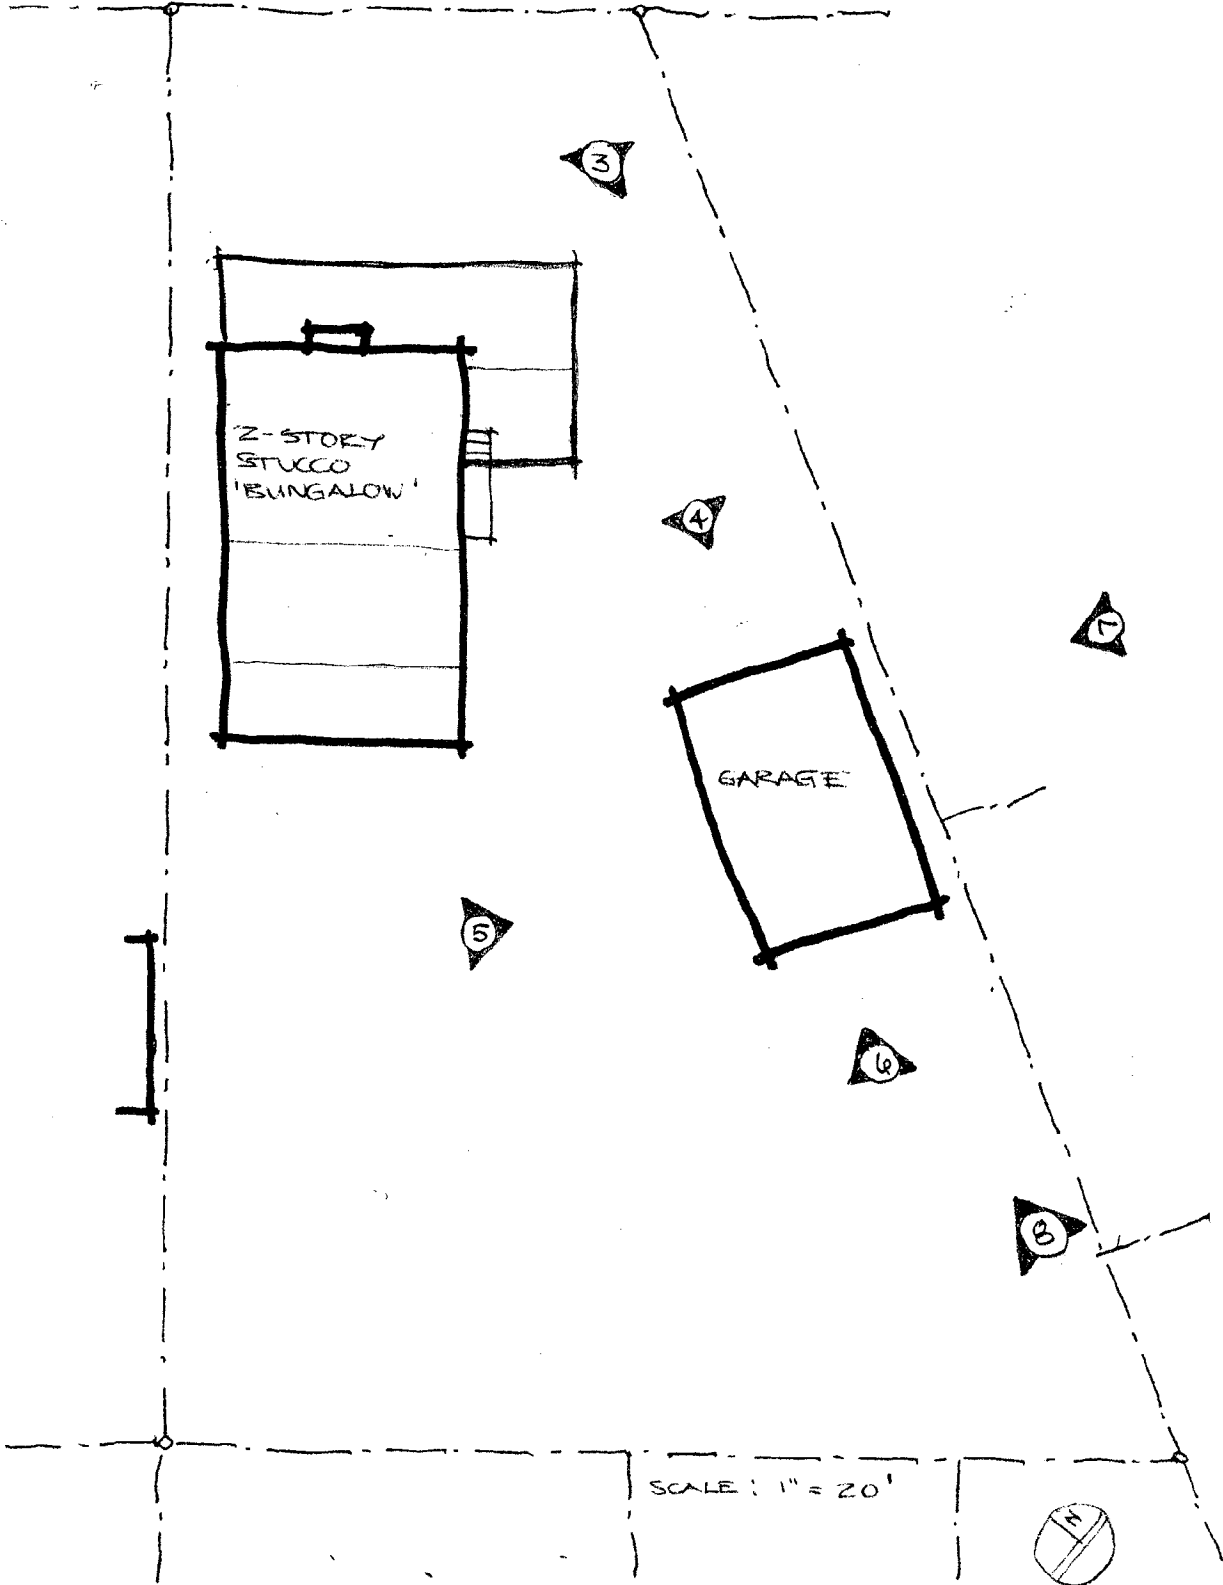 3
2-STORY
STUCCO
'BUNGALOW'
4
7
GARAGE
5
6
8
SCALE: 1" = 20'
N